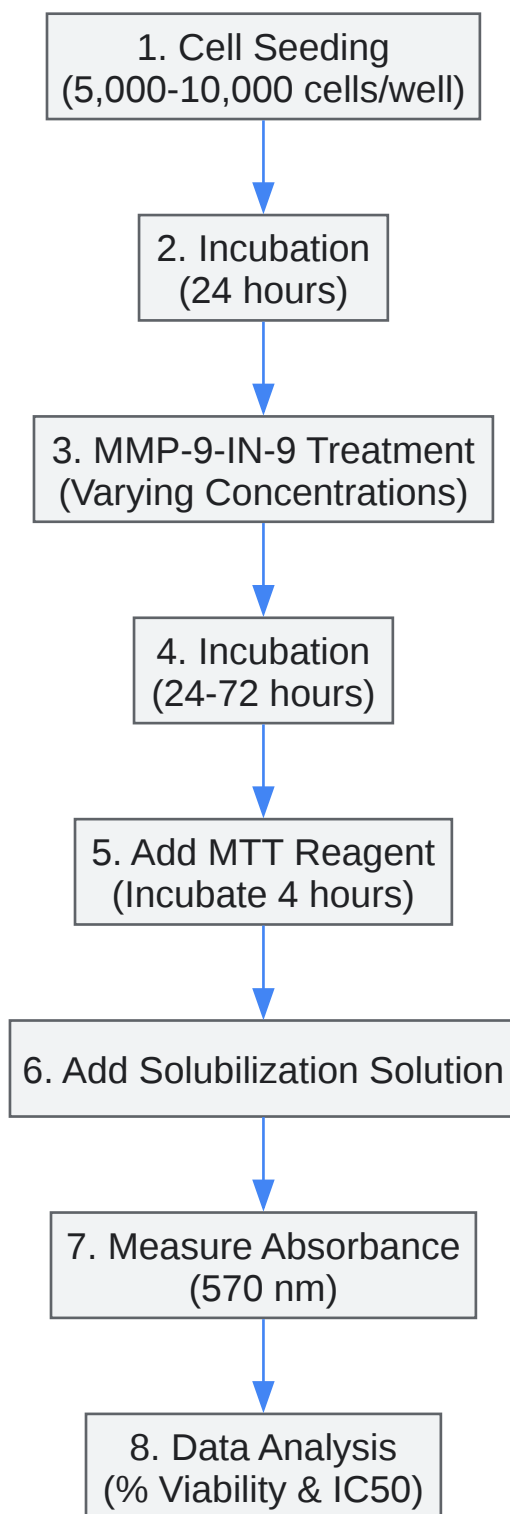 1. Cell Seeding
(5,000-10,000 cells/well)
2. Incubation
(24 hours)
3. MMP-9-IN-9 Treatment
(Varying Concentrations)
4. Incubation
(24-72 hours)
5. Add MTT Reagent
(Incubate 4 hours)
6. Add Solubilization Solution
7. Measure Absorbance
(570 nm)
8. Data Analysis
(% Viability & IC50)